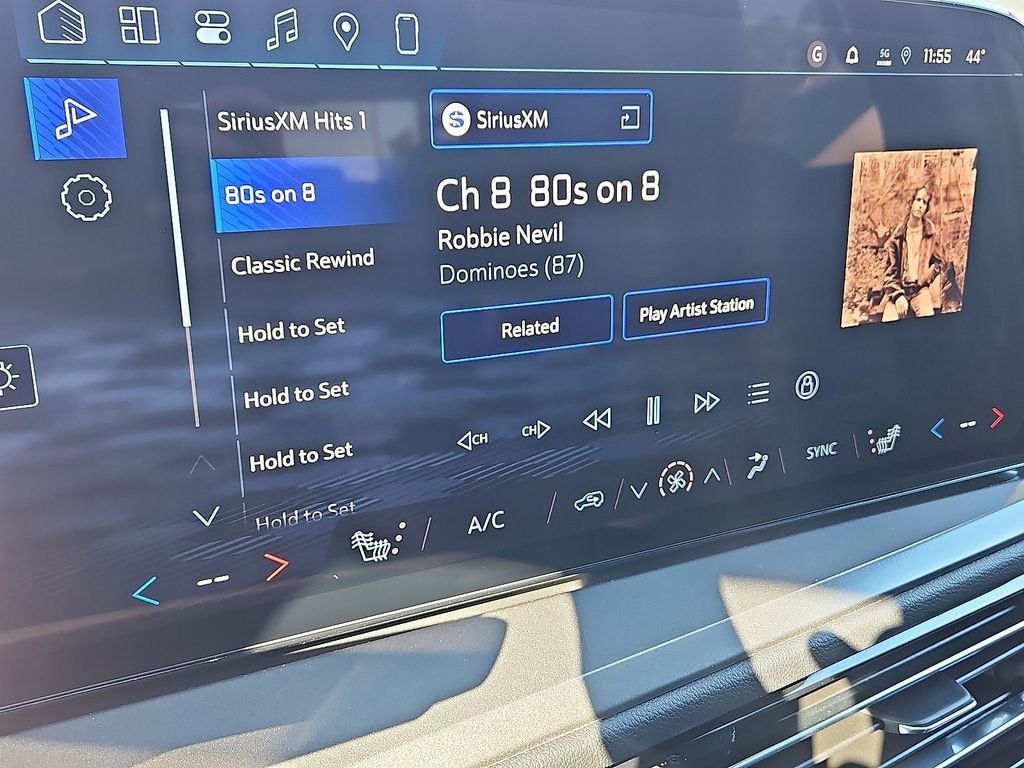 G 5G 11:55 44°
SiriusXM Hits 1
80s on 8
Classic Rewind
Hold to Set
Hold to Set
Hold to Set
Hold to Set
S SiriusXM
Ch 8 80s on 8
Robbie Nevil
Dominoes (87)
Related
Play Artist Station
CH
CH
-- A/C SYNC --